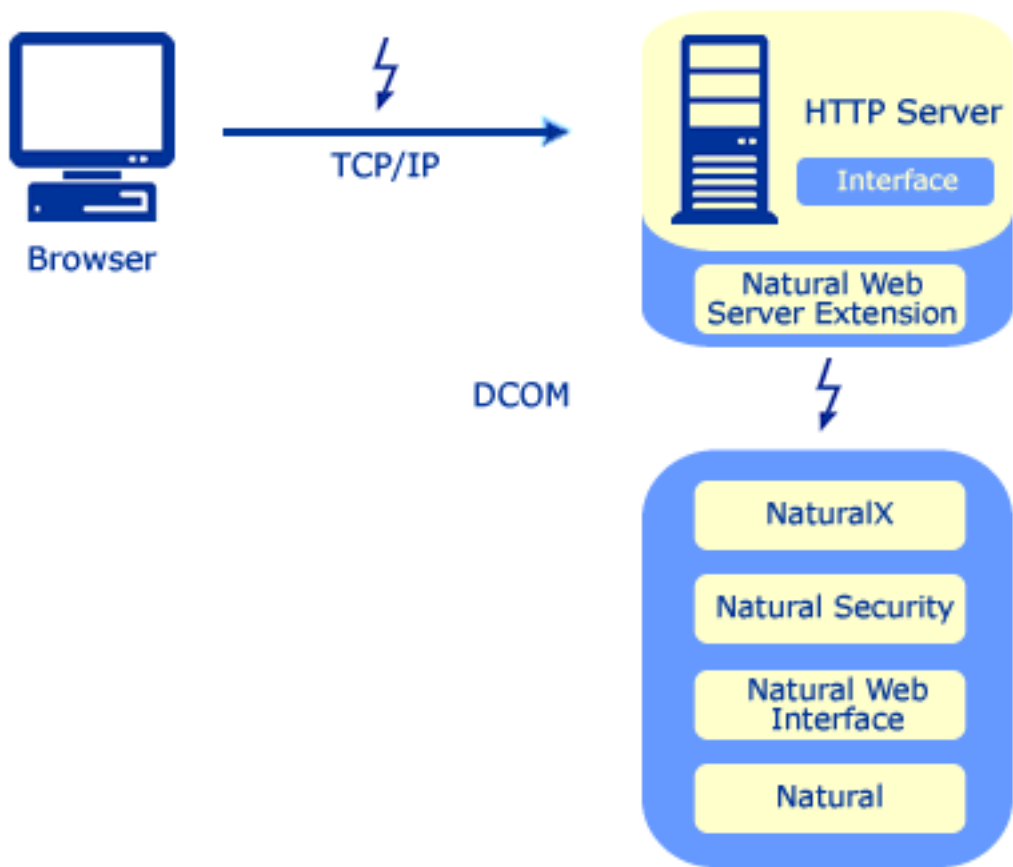 TCP/IP
HTTP Server
Interface
Browser
Natural Web
Server Extension
DCOM
NaturalX
Natural Security
Natural Web
Interface
Natural